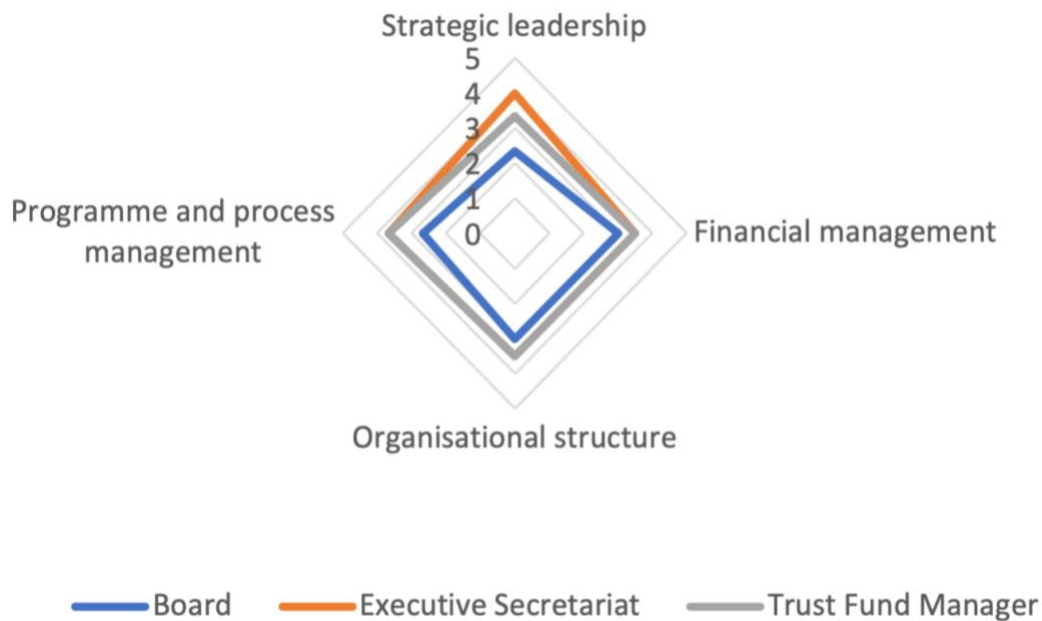 Strategic leadership
5
4
3
2
1
0
Programme and process
management
Financial management
Organisational structure
Board
Executive Secretariat
Trust Fund Manager